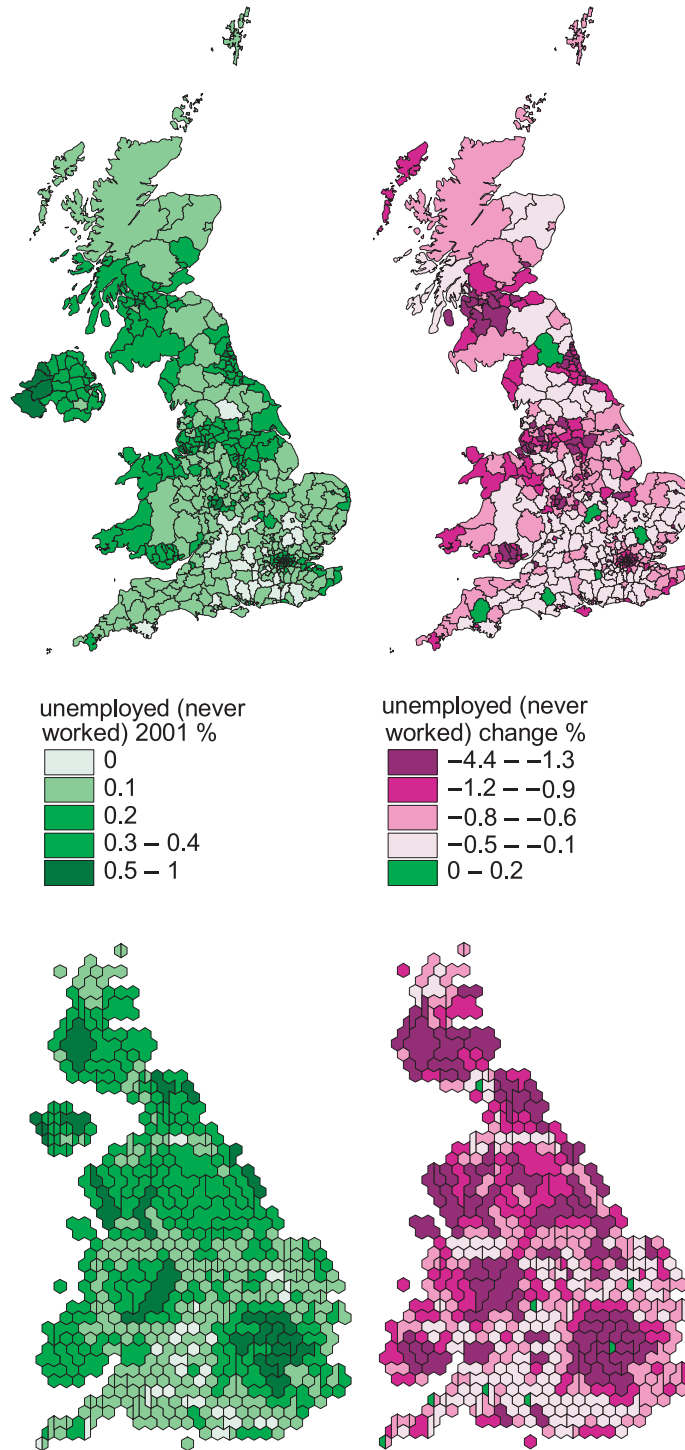 unemployed (never
worked) 2001 %
0
0.1
0.2
0.3 – 0.4
0.5 – 1
unemployed (never
worked) change %
−4.4 – −1.3
−1.2 – −0.9
−0.8 – −0.6
−0.5 – −0.1
0 – 0.2